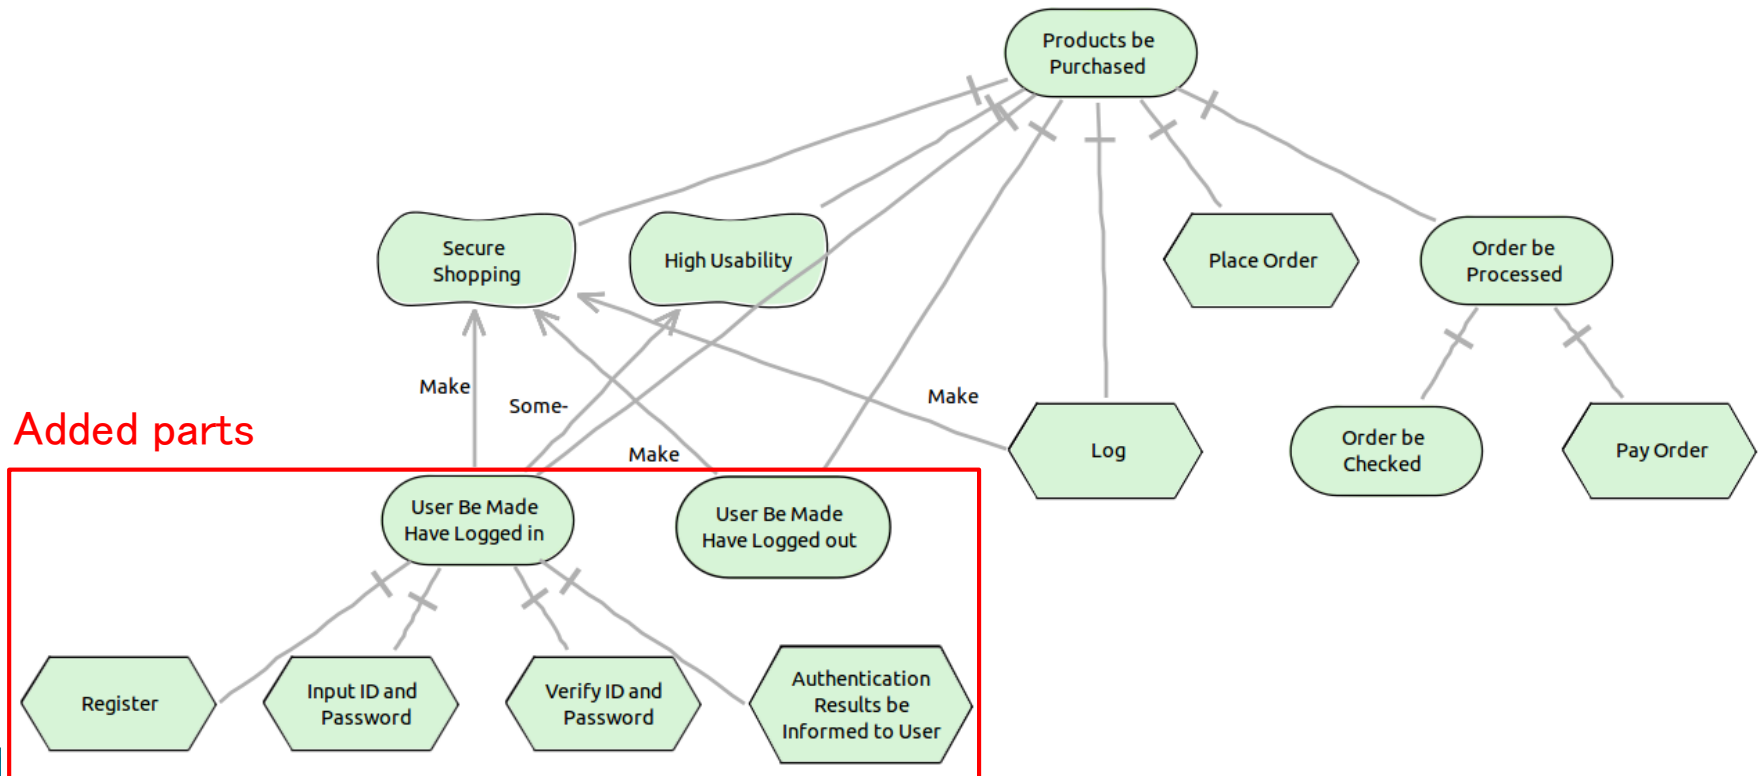 Products be
Purchased
Secure
Shopping
High Usability
Place Order
Order be
Processed
Make
Some-
Make
Make
Added parts
Log
Order be
Checked
Pay Order
User Be Made
Have Logged in
User Be Made
Have Logged out
Register
Input ID and
Password
Verify ID and
Password
Authentication
Results be
Informed to User